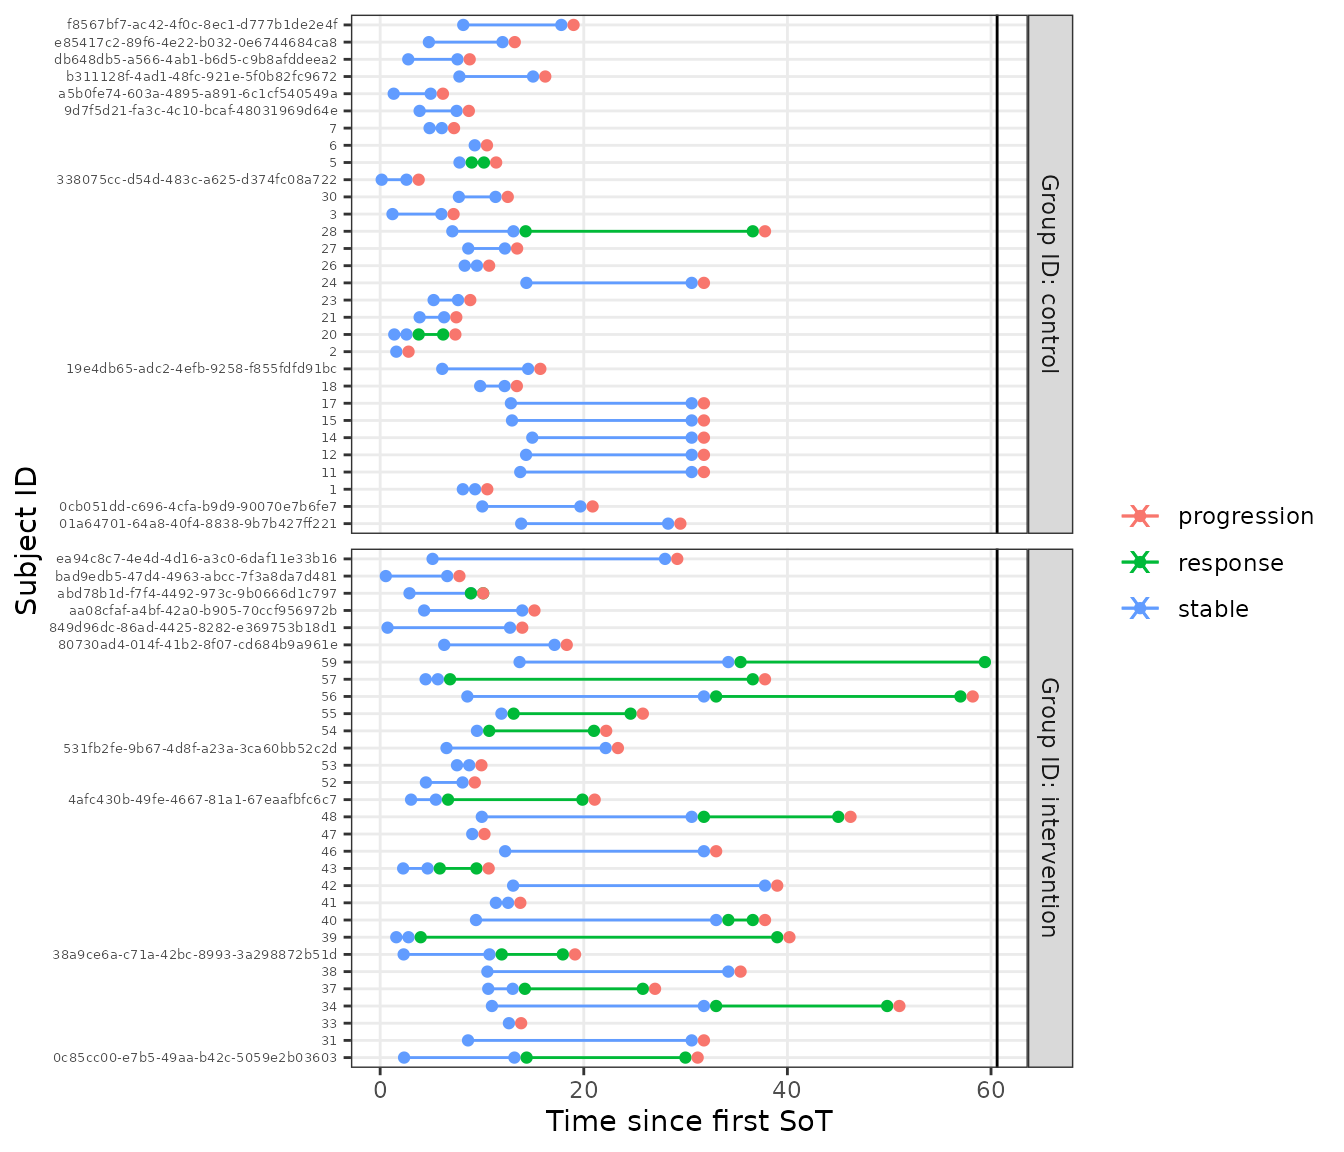 f8567bf7-ac42-4f0c-8ec1-d777b1de2e4f
e85417c2-89f6-4e22-b032-0e6744684ca8
db648db5-a566-4ab1-b6d5-c9b8afddeea2
b311128f-4ad1-48fc-921e-5f0b82fc9672
a5b0fe74-603a-4895-a891-6c1cf540549a
9d7f5d21-fa3c-4c10-bcaf-48031969d64e
7
6
5
338075cc-d54d-483c-a625-d374fc08a722
30
3
28
27
26
24
23
21
20
2
19e4db65-adc2-4efb-9258-f855fdfd91bc
18
17
15
14
12
11
1
0cb051dd-c696-4cfa-b9d9-90070e7b6fe7
01a64701-64a8-40f4-8838-9b7b427ff221
Group ID: control
ea94c8c7-4e4d-4d16-a3c0-6daf11e33b16
bad9edb5-47d4-4963-abcc-7f3a8da7d481
abd78b1d-f7f4-4492-973c-9b0666d1c797
aa08cfaf-a4bf-42a0-b905-70ccf956972b
849d96dc-86ad-4425-8282-e369753b18d1
80730ad4-014f-41b2-8f07-cd684b9a961e
59
57
56
55
54
531fb2fe-9b67-4d8f-a23a-3ca60bb52c2d
53
52
4afc430b-49fe-4667-81a1-67eaafbfc6c7
48
47
46
43
42
41
40
39
38a9ce6a-c71a-42bc-8993-3a298872b51d
38
37
34
33
31
0c85cc00-e7b5-49aa-b42c-5059e2b03603
Group ID: intervention
Subject ID
0 20 40 60
Time since first SoT
progression
response
stable